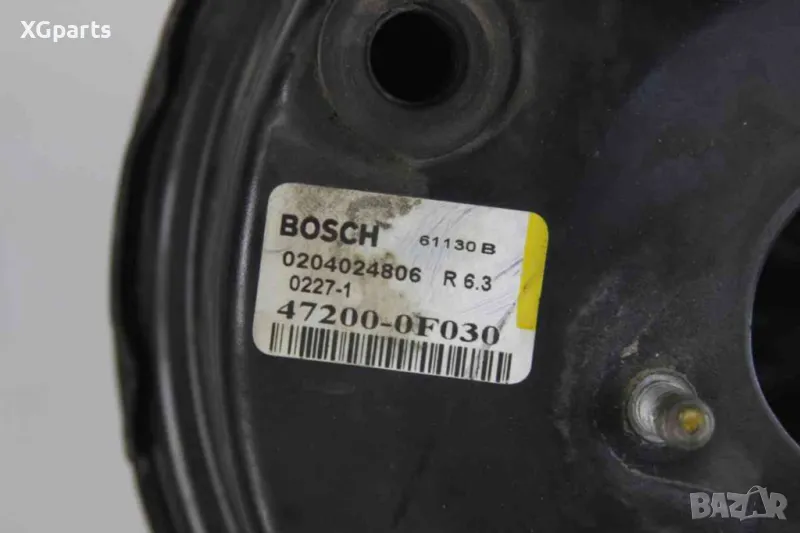 XGparts
BOSCH 61130 B
0204024806 R 6.3
0227-1
47200-0F030
BAZAR